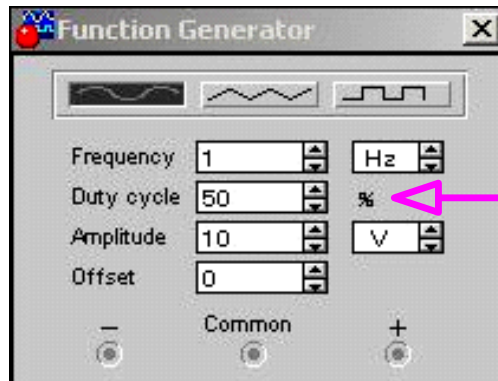 Function Generator
Frequency 1 Hz
Duty cycle 50 %
Amplitude 10 V
Offset 0
− Common +